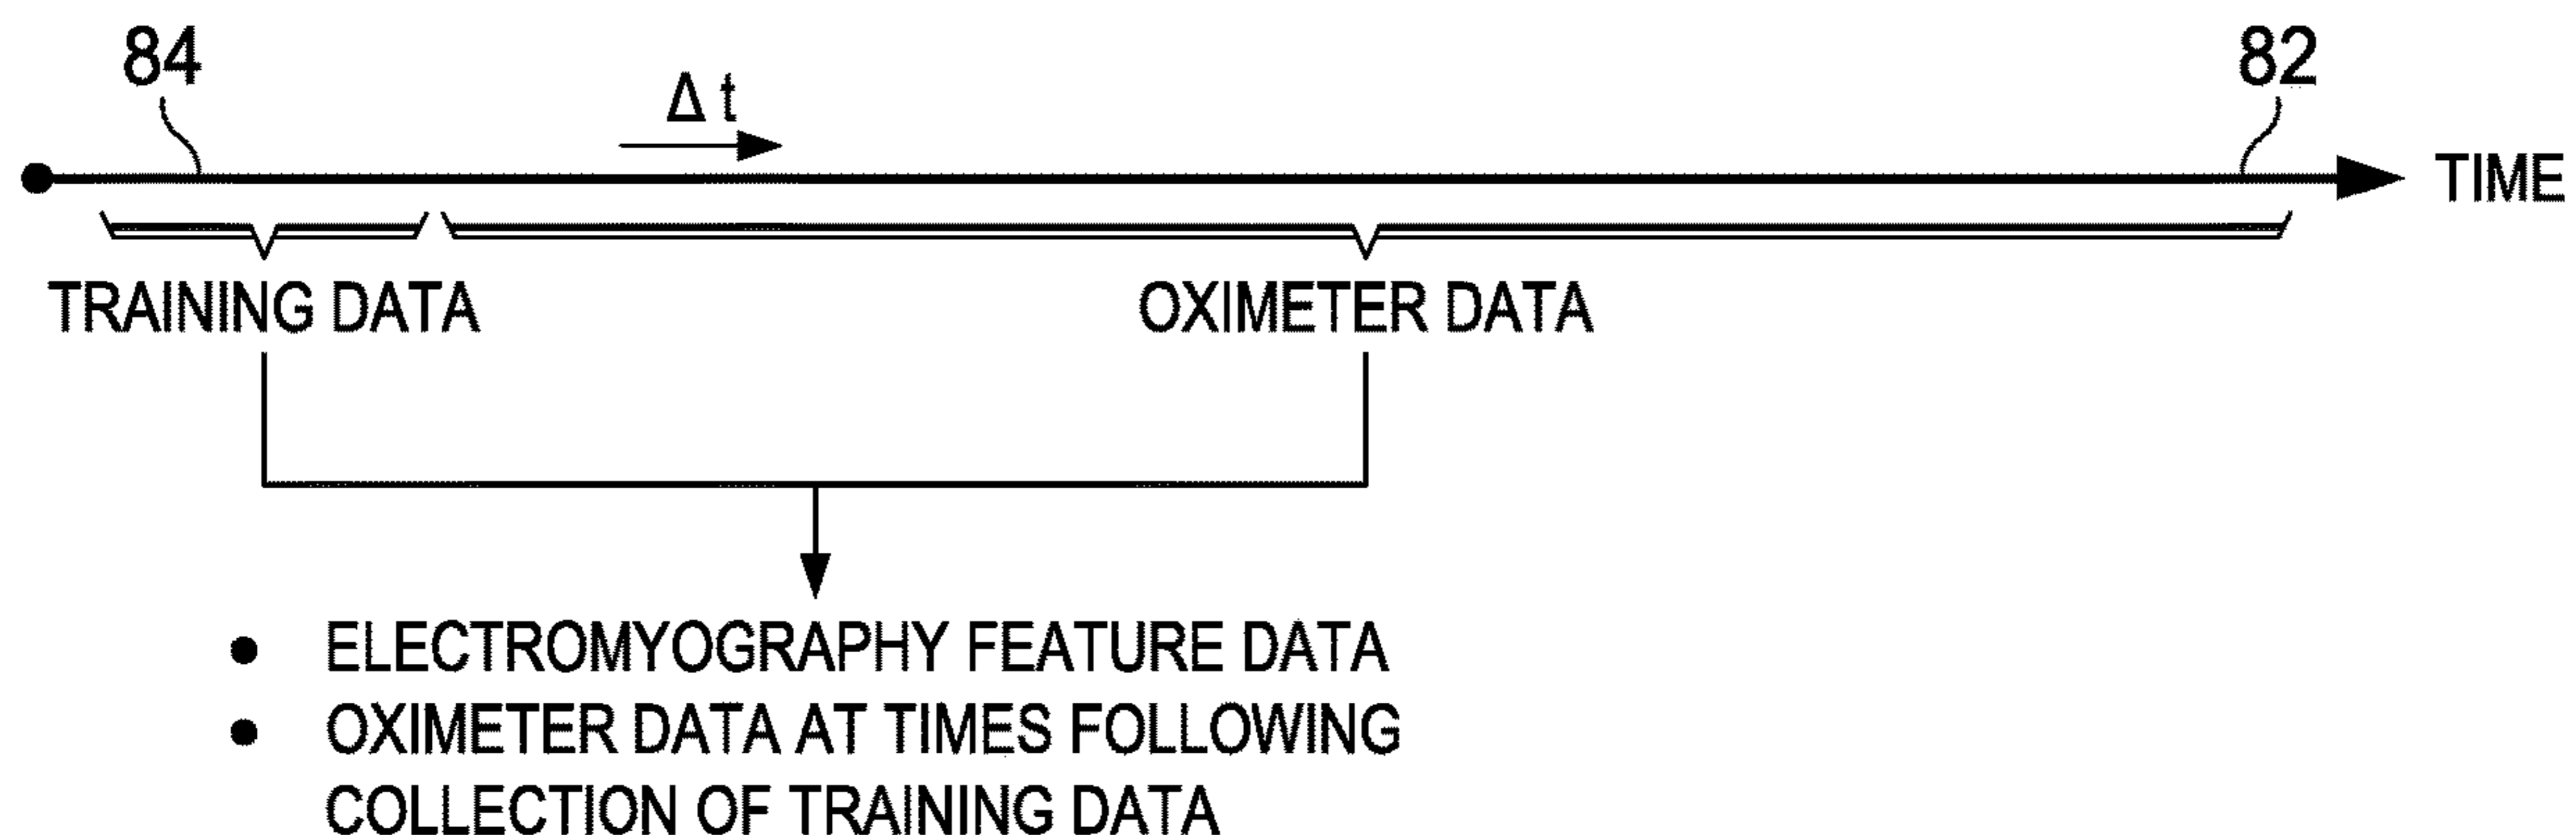 84
82
Δ t
TIME
TRAINING DATA
OXIMETER DATA
• ELECTROMYOGRAPHY FEATURE DATA
• OXIMETER DATA AT TIMES FOLLOWING
COLLECTION OF TRAINING DATA